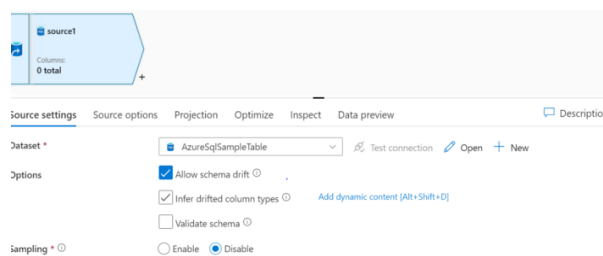 source1
Columns:
0 total
+
Source settings Source options Projection Optimize Inspect Data preview Descriptio
Dataset * AzureSqlSampleTable Test connection Open + New
Options Allow schema drift
Infer drifted column types Add dynamic content [Alt+Shift+D]
Validate schema
Sampling * Enable Disable